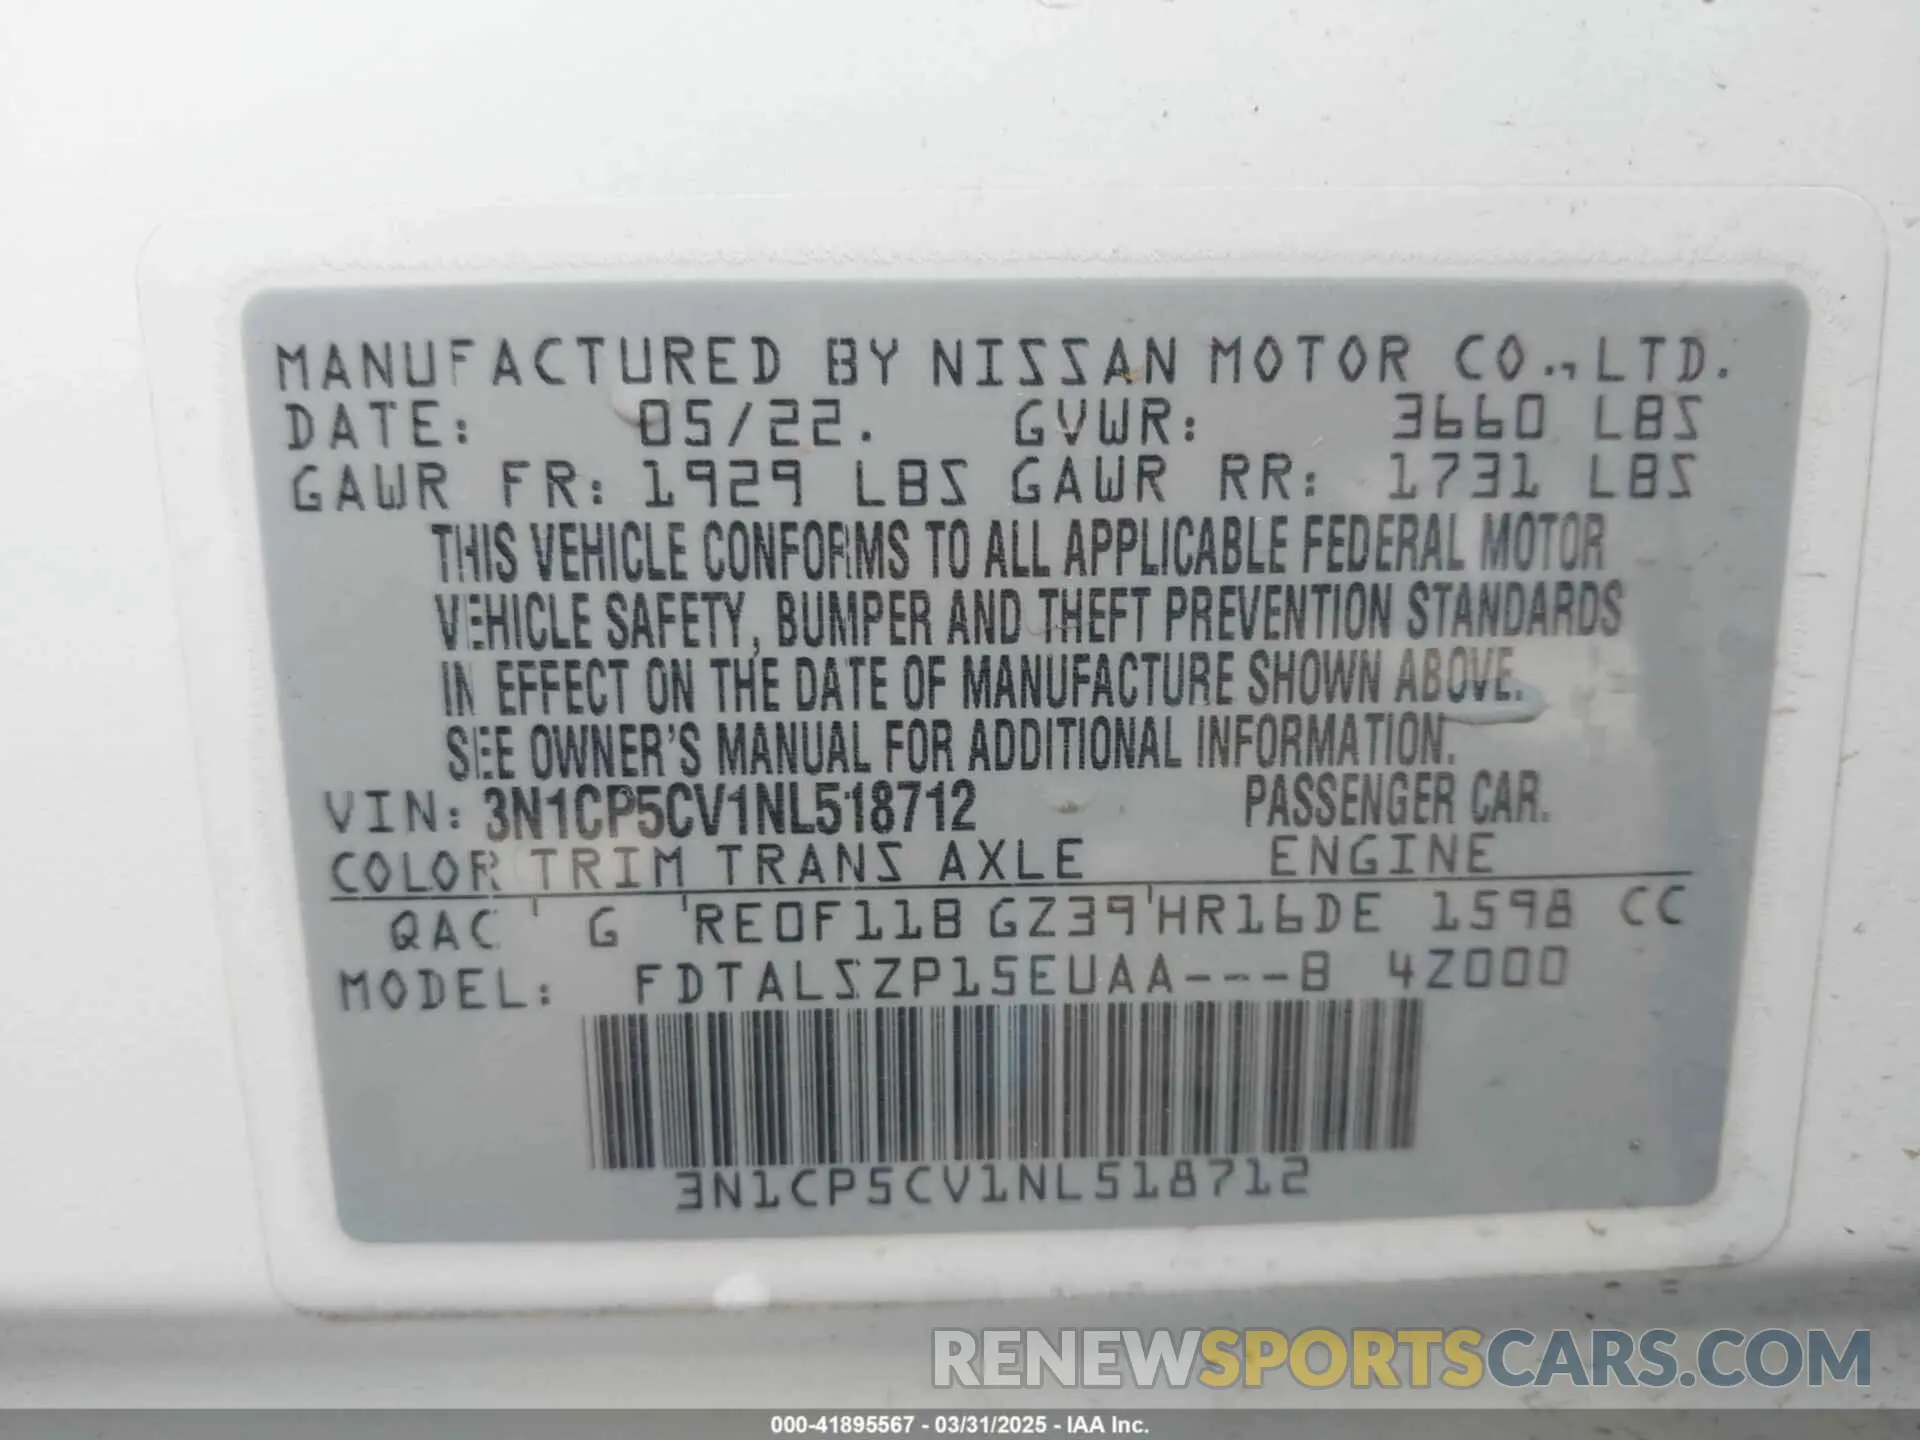 MANUFACTURED BY NISSAN MOTOR CO., LTD.
DATE: 05/22. GVWR: 3660 LBS
GAWR FR: 1929 LBS GAWR RR: 1731 LBS
THIS VEHICLE CONFORMS TO ALL APPLICABLE FEDERAL MOTOR
VEHICLE SAFETY, BUMPER AND THEFT PREVENTION STANDARDS
IN EFFECT ON THE DATE OF MANUFACTURE SHOWN ABOVE.
SEE OWNER'S MANUAL FOR ADDITIONAL INFORMATION.
VIN: 3N1CP5CV1NL518712 PASSENGER CAR.
COLOR TRIM TRANS AXLE ENGINE
QAC G RE0F11B GZ39 HR16DE 1598 CC
MODEL: FDTALSZP15EUAA---B 4Z000
3N1CP5CV1NL518712
RENEWSPORTSCARS.COM
000-41895567 - 03/31/2025 - IAA Inc.